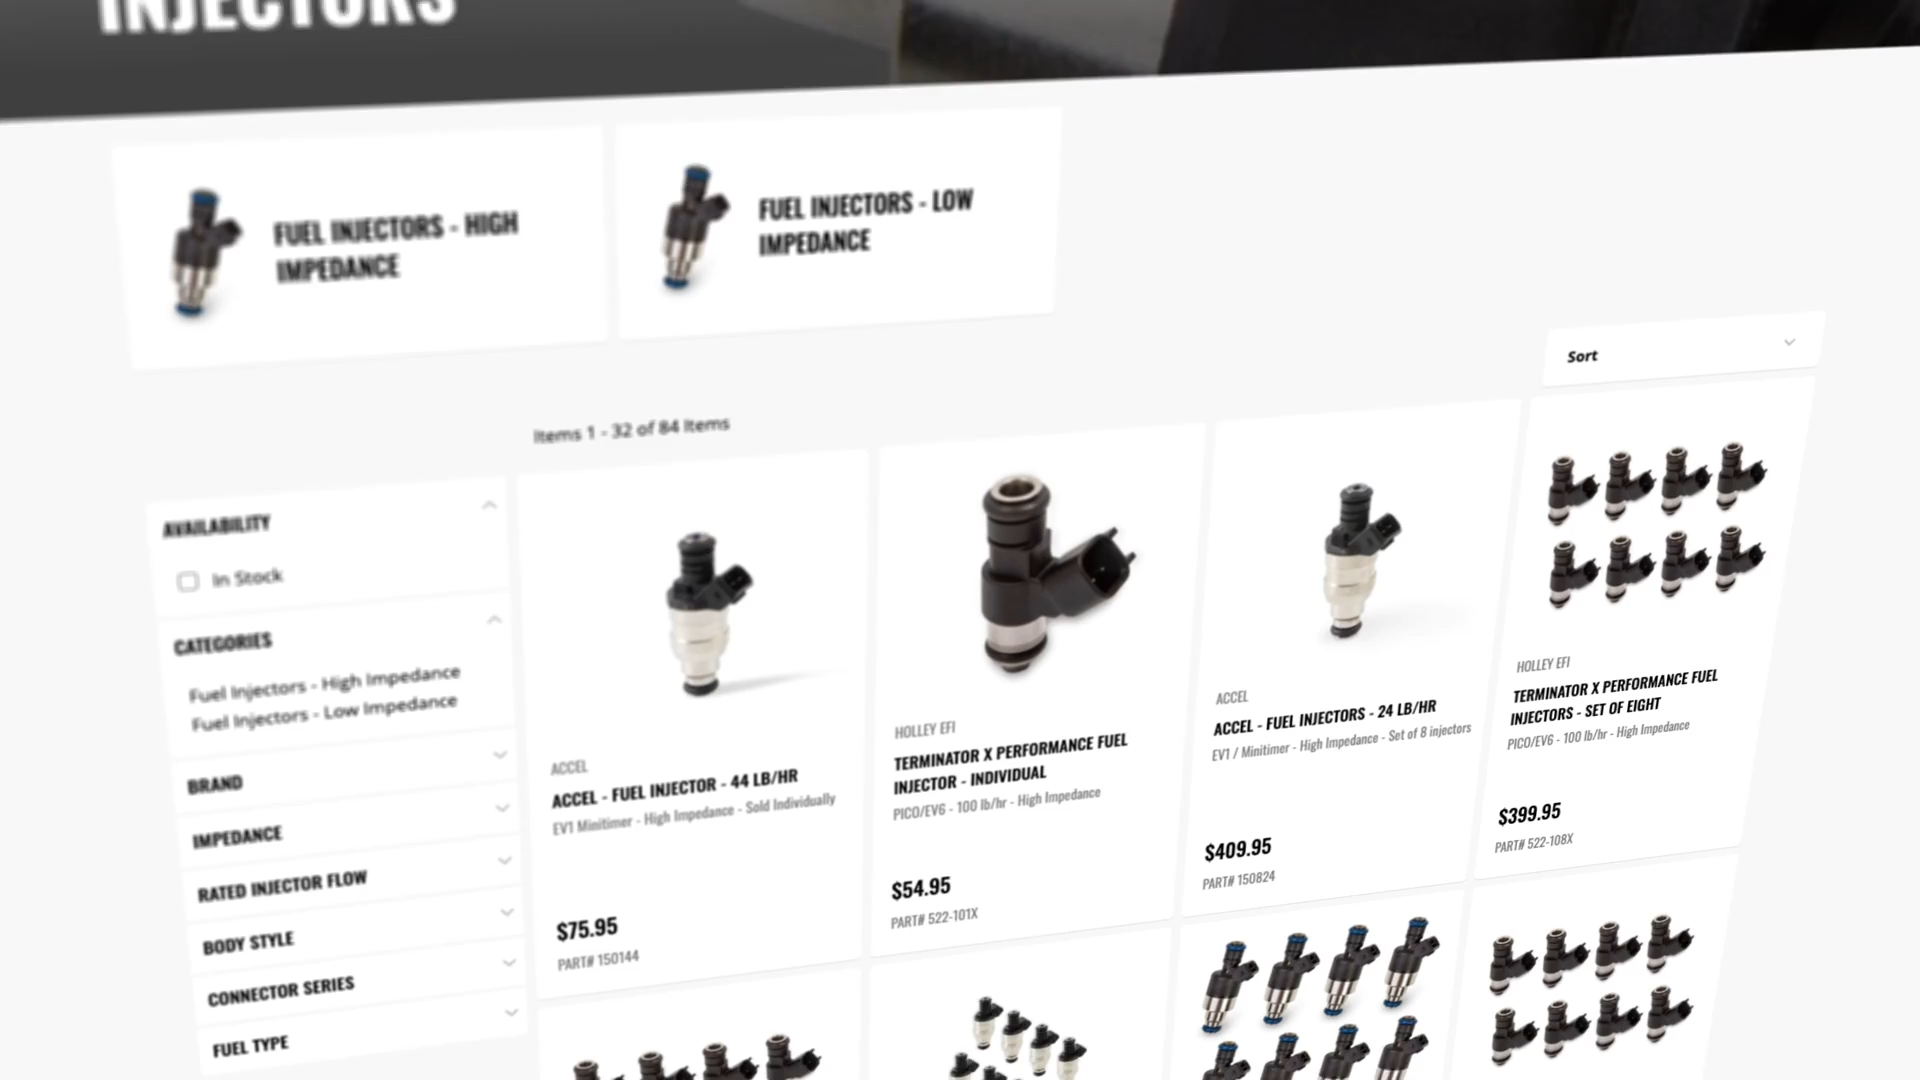 INJECTORS
FUEL INJECTORS - HIGH
IMPEDANCE
FUEL INJECTORS - LOW
IMPEDANCE
Sort
Items 1 - 32 of 84 Items
AVAILABILITY
In Stock
CATEGORIES
Fuel Injectors - High Impedance
Fuel Injectors - Low Impedance
BRAND
IMPEDANCE
RATED INJECTOR FLOW
BODY STYLE
CONNECTOR SERIES
FUEL TYPE
ACCEL
ACCEL - FUEL INJECTOR - 44 LB/HR
EV1 Minitimer - High Impedance - Sold Individually
$75.95
PART# 150144
HOLLEY EFI
TERMINATOR X PERFORMANCE FUEL
INJECTOR - INDIVIDUAL
PICO/EV6 - 100 lb/hr - High Impedance
$54.95
PART# 522-101X
ACCEL
ACCEL - FUEL INJECTORS - 24 LB/HR
EV1 / Minitimer - High Impedance - Set of 8 injectors
$409.95
PART# 150824
HOLLEY EFI
TERMINATOR X PERFORMANCE FUEL
INJECTORS - SET OF EIGHT
PICO/EV6 - 100 lb/hr - High Impedance
$399.95
PART# 522-108X